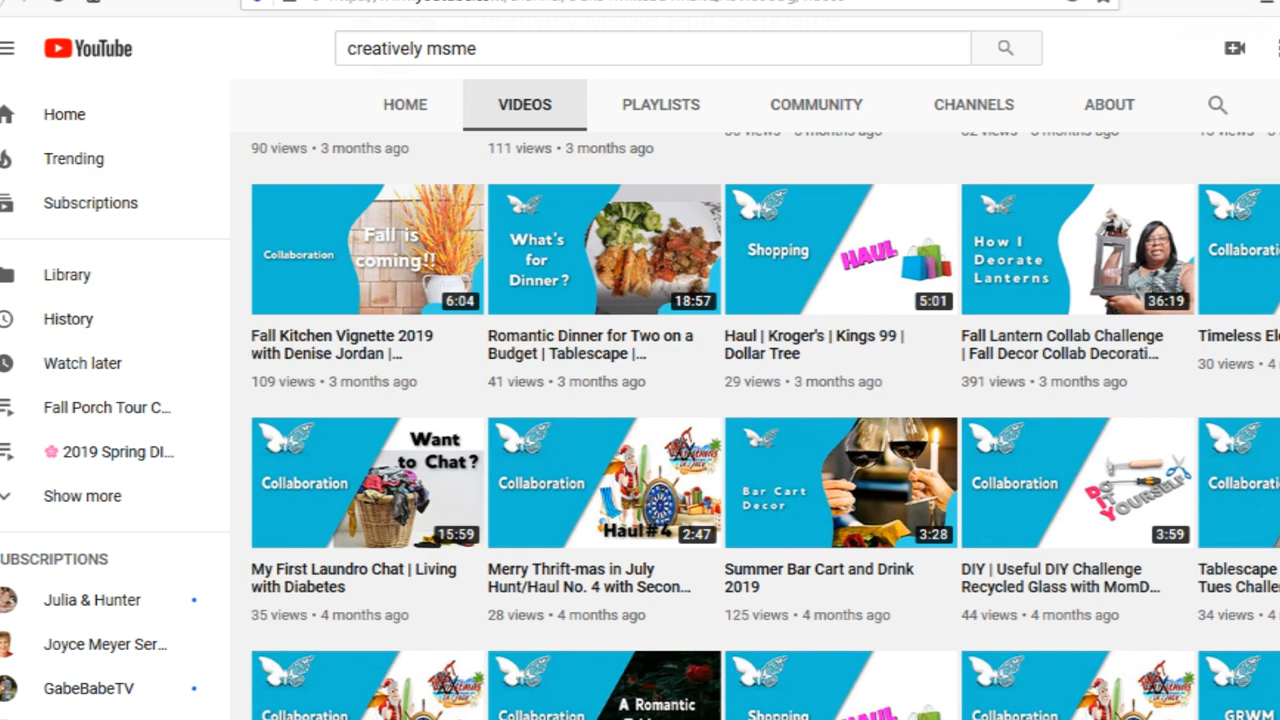 YouTube
creatively msme
HOME VIDEOS PLAYLISTS COMMUNITY CHANNELS ABOUT
Home
Trending
Subscriptions
Library
History
Watch later
Fall Porch Tour C...
🌸 2019 Spring DI...
Show more
UBSCRIPTIONS
Julia & Hunter
Joyce Meyer Ser...
GabeBabeTV
90 views • 3 months ago
111 views • 3 months ago
Collaboration
Fall is
coming!!
6:04
Fall Kitchen Vignette 2019
with Denise Jordan |...
109 views • 3 months ago
What's
for
Dinner?
18:57
Romantic Dinner for Two on a
Budget | Tablescape |...
41 views • 3 months ago
Shopping
HAUL
5:01
Haul | Kroger's | Kings 99 |
Dollar Tree
29 views • 3 months ago
How I
Deorate
Lanterns
36:19
Fall Lantern Collab Challenge
| Fall Decor Collab Decorati...
391 views • 3 months ago
Collaborati
Timeless El
30 views • 4
Collaboration
Want
to Chat?
15:59
My First Laundro Chat | Living
with Diabetes
35 views • 4 months ago
Collaboration
Haul#4
2:47
Merry Thrift-mas in July
Hunt/Haul No. 4 with Secon...
28 views • 4 months ago
Bar Cart
Decor
3:28
Summer Bar Cart and Drink
2019
125 views • 4 months ago
Collaboration
DO
IT
YOURSELF
3:59
DIY | Useful DIY Challenge
Recycled Glass with MomD...
44 views • 4 months ago
Collaborati
Tablescape
Tues Challe
34 views • 4
Collaboration
Collaboration
A Romantic
Shopping
HAUL
Collaboration
GRWM